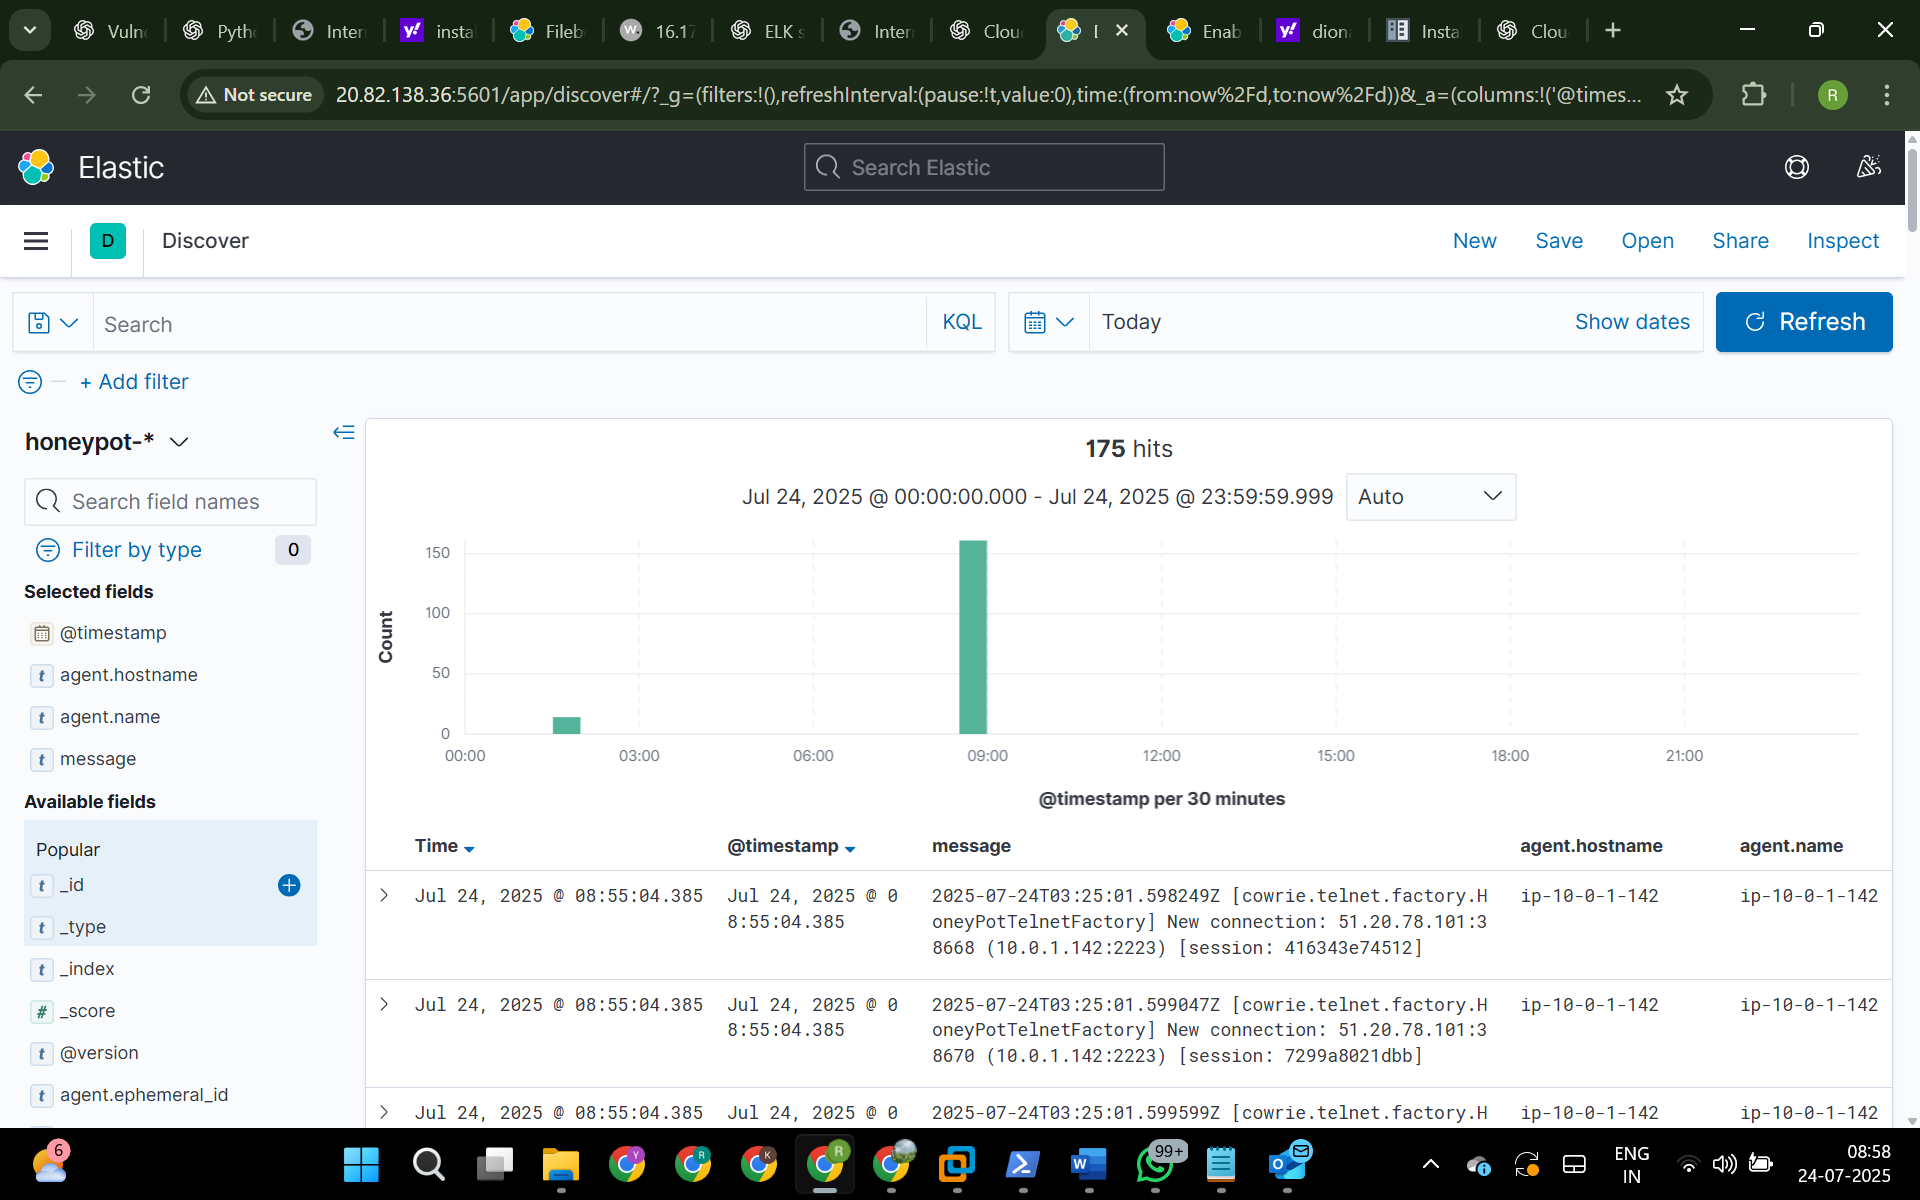 Vuln
Pyth
Inter
insta
Fileb
16.17
ELK s
Inter
Clou
Enab
dion
Insta
Clou
Not secure
20.82.138.36:5601/app/discover#/?_g=(filters:!(),refreshInterval:(pause:!t,value:0),time:(from:now%2Fd,to:now%2Fd))&_a=(columns:!('@times...
R
Elastic
Search Elastic
D
Discover
New
Save
Open
Share
Inspect
Search
KQL
Today
Show dates
Refresh
+ Add filter
honeypot-*
Search field names
Filter by type
0
Selected fields
@timestamp
t agent.hostname
t agent.name
t message
Available fields
Popular
t _id
t _type
t _index
# _score
t @version
t agent.ephemeral_id
175 hits
Jul 24, 2025 @ 00:00:00.000 - Jul 24, 2025 @ 23:59:59.999
Auto
Count
150
100
50
0
00:00
03:00
06:00
09:00
12:00
15:00
18:00
21:00
@timestamp per 30 minutes
Time
@timestamp
message
agent.hostname
agent.name
Jul 24, 2025 @ 08:55:04.385
Jul 24, 2025 @ 0
8:55:04.385
2025-07-24T03:25:01.598249Z [cowrie.telnet.factory.H
oneyPotTelnetFactory] New connection: 51.20.78.101:3
8668 (10.0.1.142:2223) [session: 416343e74512]
ip-10-0-1-142
ip-10-0-1-142
Jul 24, 2025 @ 08:55:04.385
Jul 24, 2025 @ 0
8:55:04.385
2025-07-24T03:25:01.599047Z [cowrie.telnet.factory.H
oneyPotTelnetFactory] New connection: 51.20.78.101:3
8670 (10.0.1.142:2223) [session: 7299a8021dbb]
ip-10-0-1-142
ip-10-0-1-142
Jul 24, 2025 @ 08:55:04.385
Jul 24, 2025 @ 0
2025-07-24T03:25:01.599599Z [cowrie.telnet.factory.H
ip-10-0-1-142
ip-10-0-1-142
6
Y
R
K
R
W
99+
ENG
IN
08:58
24-07-2025